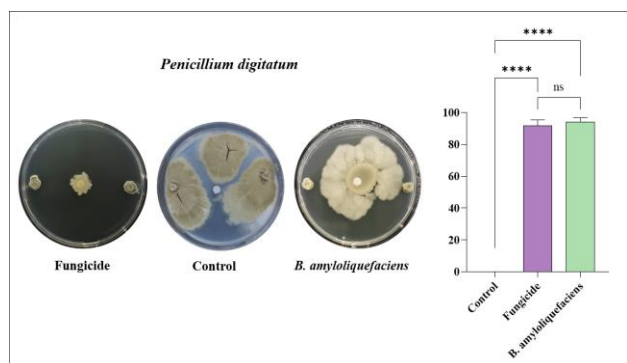 Penicillium digitatum
Fungicide
Control
B. amyloliquefaciens
****
****
ns
100
80
60
40
20
0
Control
Fungicide
B. amyloliquefaciens